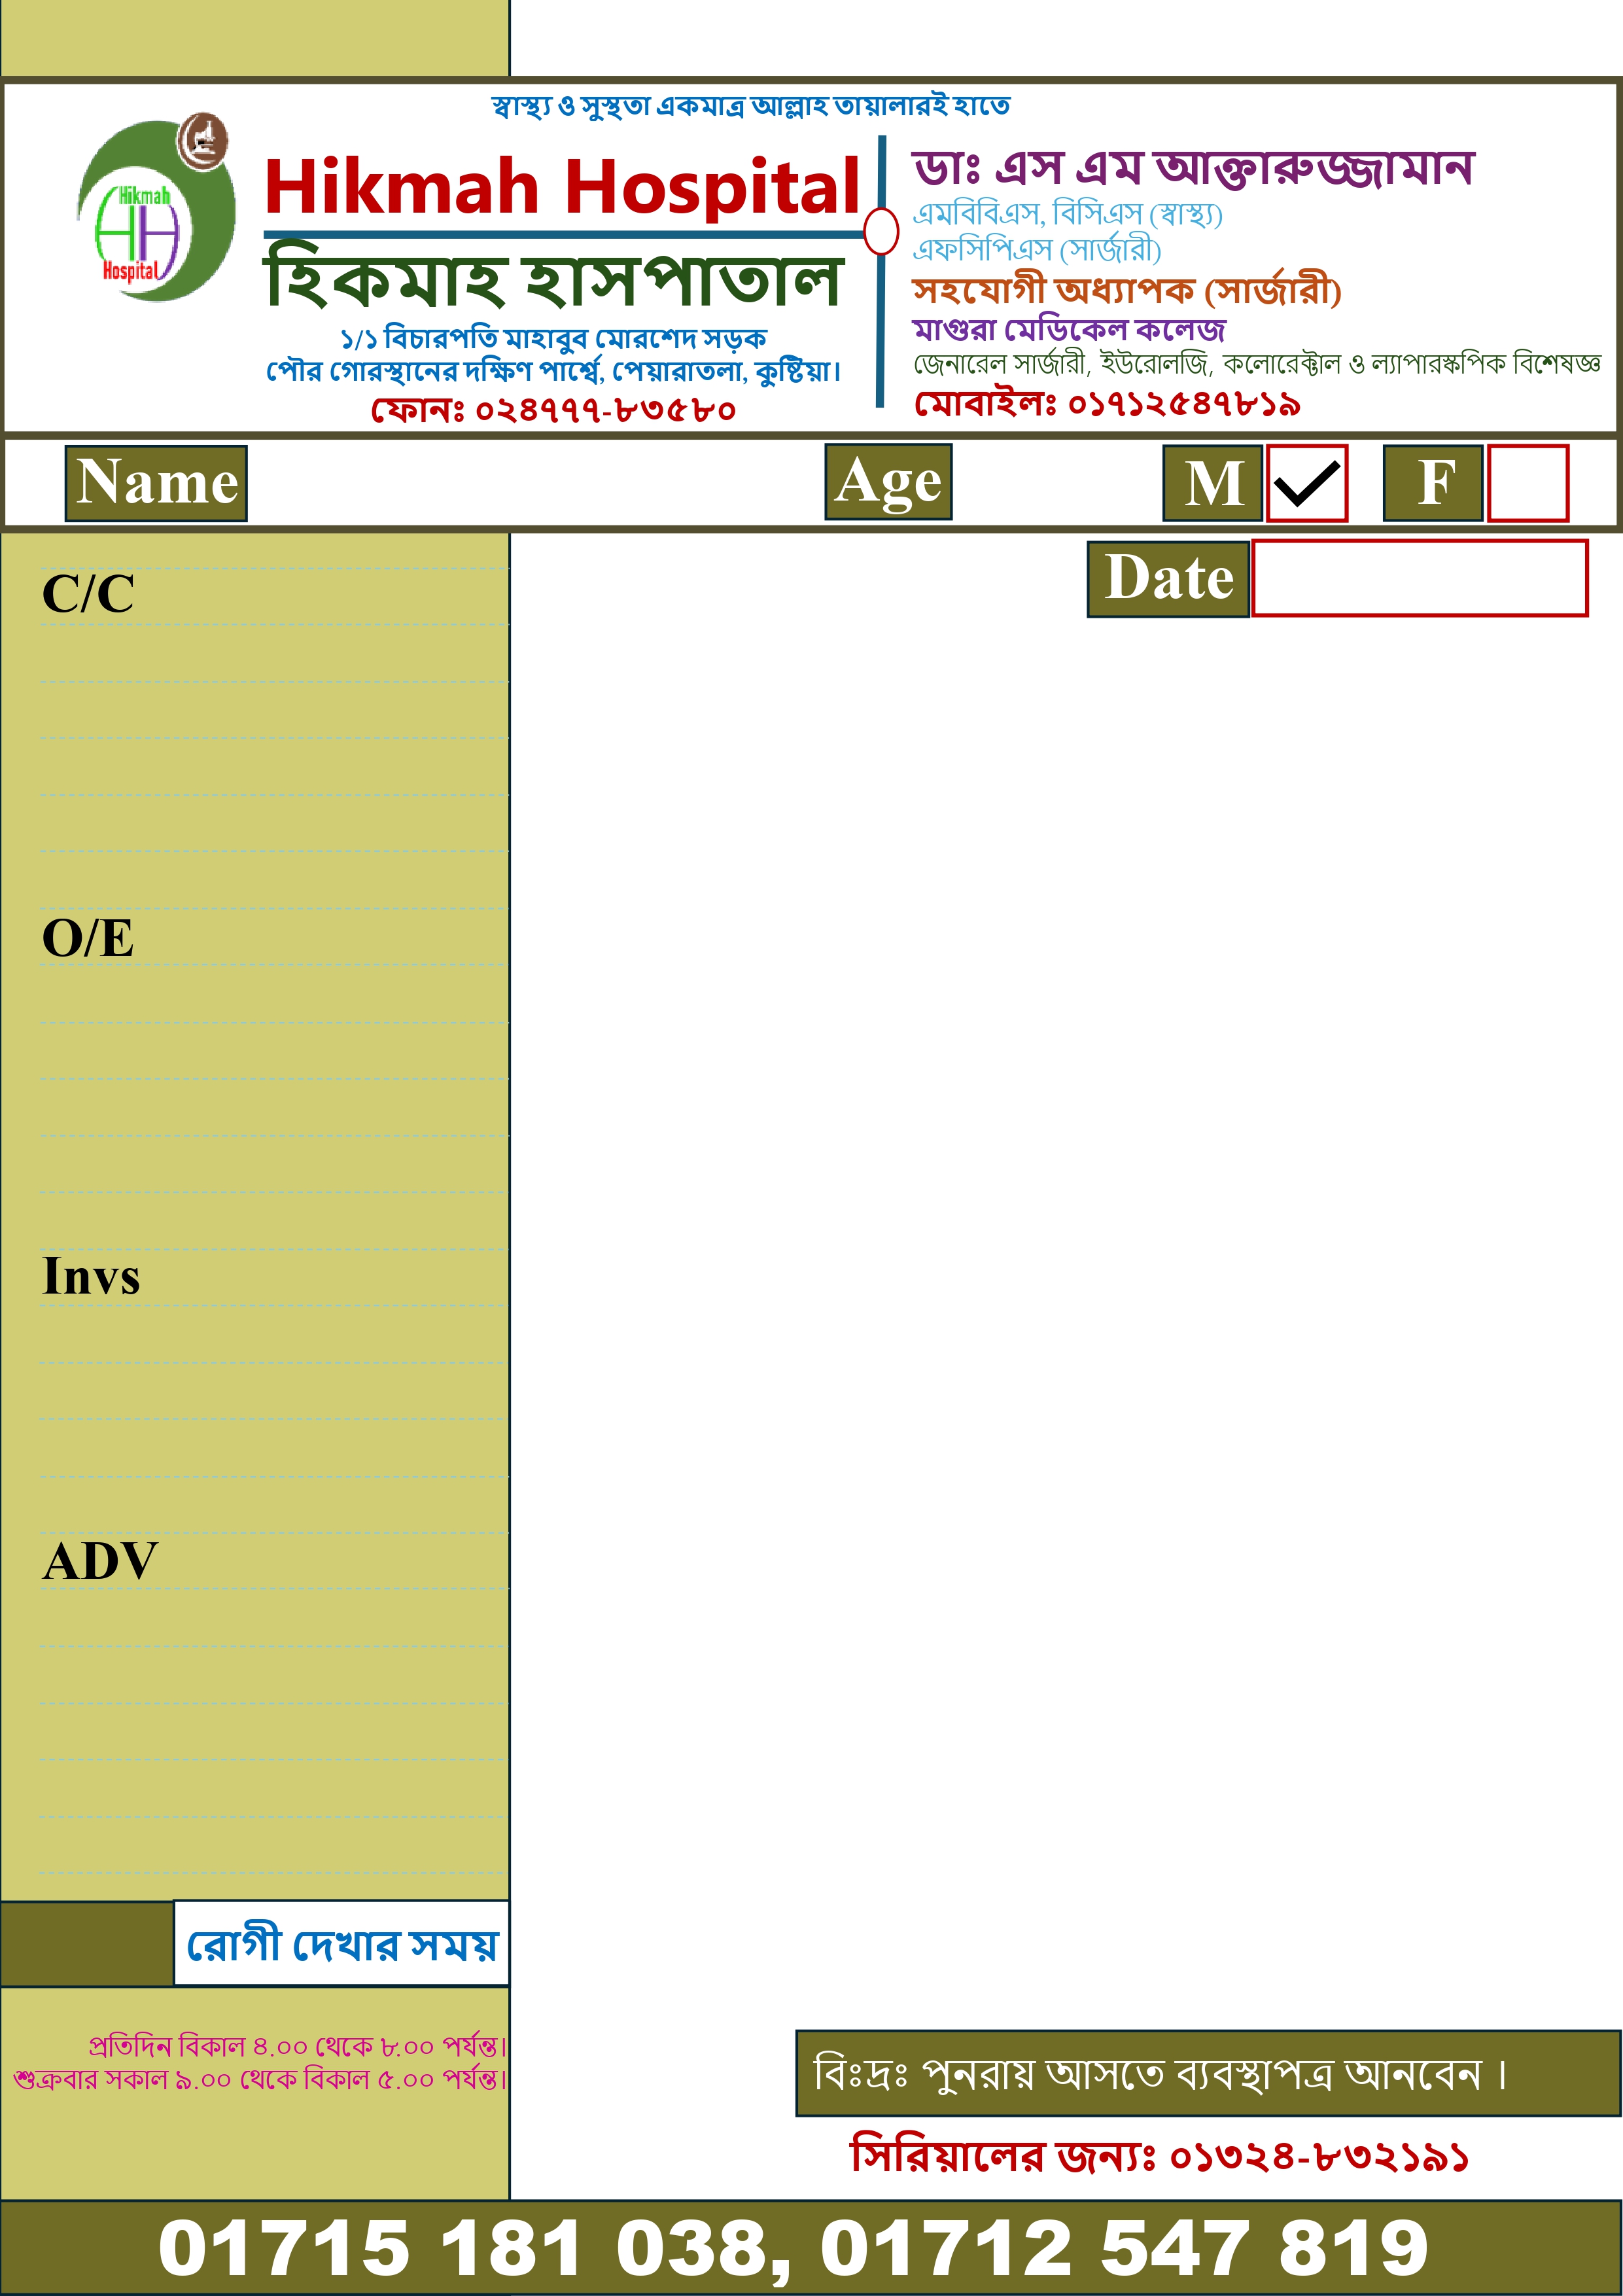 স্বাস্থ্য ও সুস্থতা একমাত্র আল্লাহ তায়ালারই হাতে
Hikmah
Hospital
Hikmah Hospital
হিকমাহ হাসপাতাল
১/১ বিচারপতি মাহাবুব মোরশেদ সড়ক
পৌর গোরস্থানের দক্ষিণ পার্শ্বে, পেয়ারাতলা, কুষ্টিয়া।
ফোনঃ ০২৪৭৭৭-৮৩৫৮০
ডাঃ এস এম আক্তারুজ্জামান
এমবিবিএস, বিসিএস (স্বাস্থ্য)
এফসিপিএস (সার্জারী)
সহযোগী অধ্যাপক (সার্জারী)
মাগুরা মেডিকেল কলেজ
জেনারেল সার্জারী, ইউরোলজি, কলোরেক্টাল ও ল্যাপারস্কপিক বিশেষজ্ঞ
মোবাইলঃ ০১৭১২৫৪৭৮১৯
Name Age M ✓ F
Date
C/C
O/E
Invs
ADV
রোগী দেখার সময়
প্রতিদিন বিকাল ৪.০০ থেকে ৮.০০ পর্যন্ত।
শুক্রবার সকাল ৯.০০ থেকে বিকাল ৫.০০ পর্যন্ত।
বিঃদ্রঃ পুনরায় আসতে ব্যবস্থাপত্র আনবেন ।
সিরিয়ালের জন্যঃ ০১৩২৪-৮৩২১৯১
01715 181 038, 01712 547 819